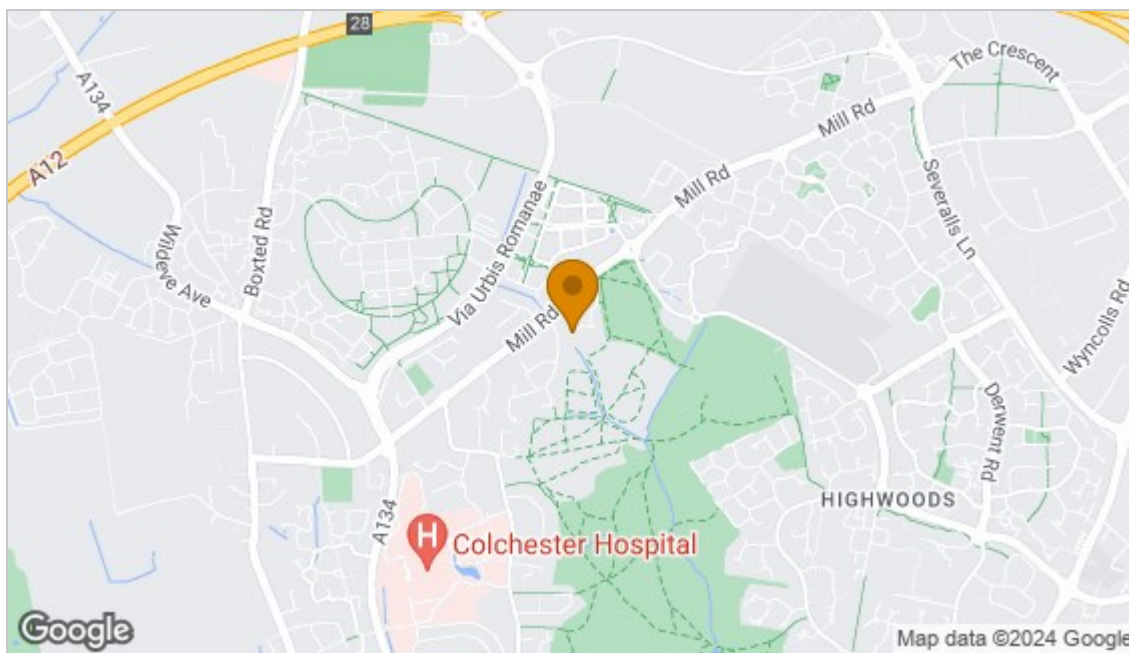 28
A134
The Crescent
Mill Rd
A12
Mill Rd
Boxted Rd
Severalls Ln
Via Urbis Romanae
Wildeve Ave
Mill Rd
Wyncolls Rd
Derwent Rd
HIGHWOODS
A134
H
Colchester Hospital
Google
Map data ©2024 Google